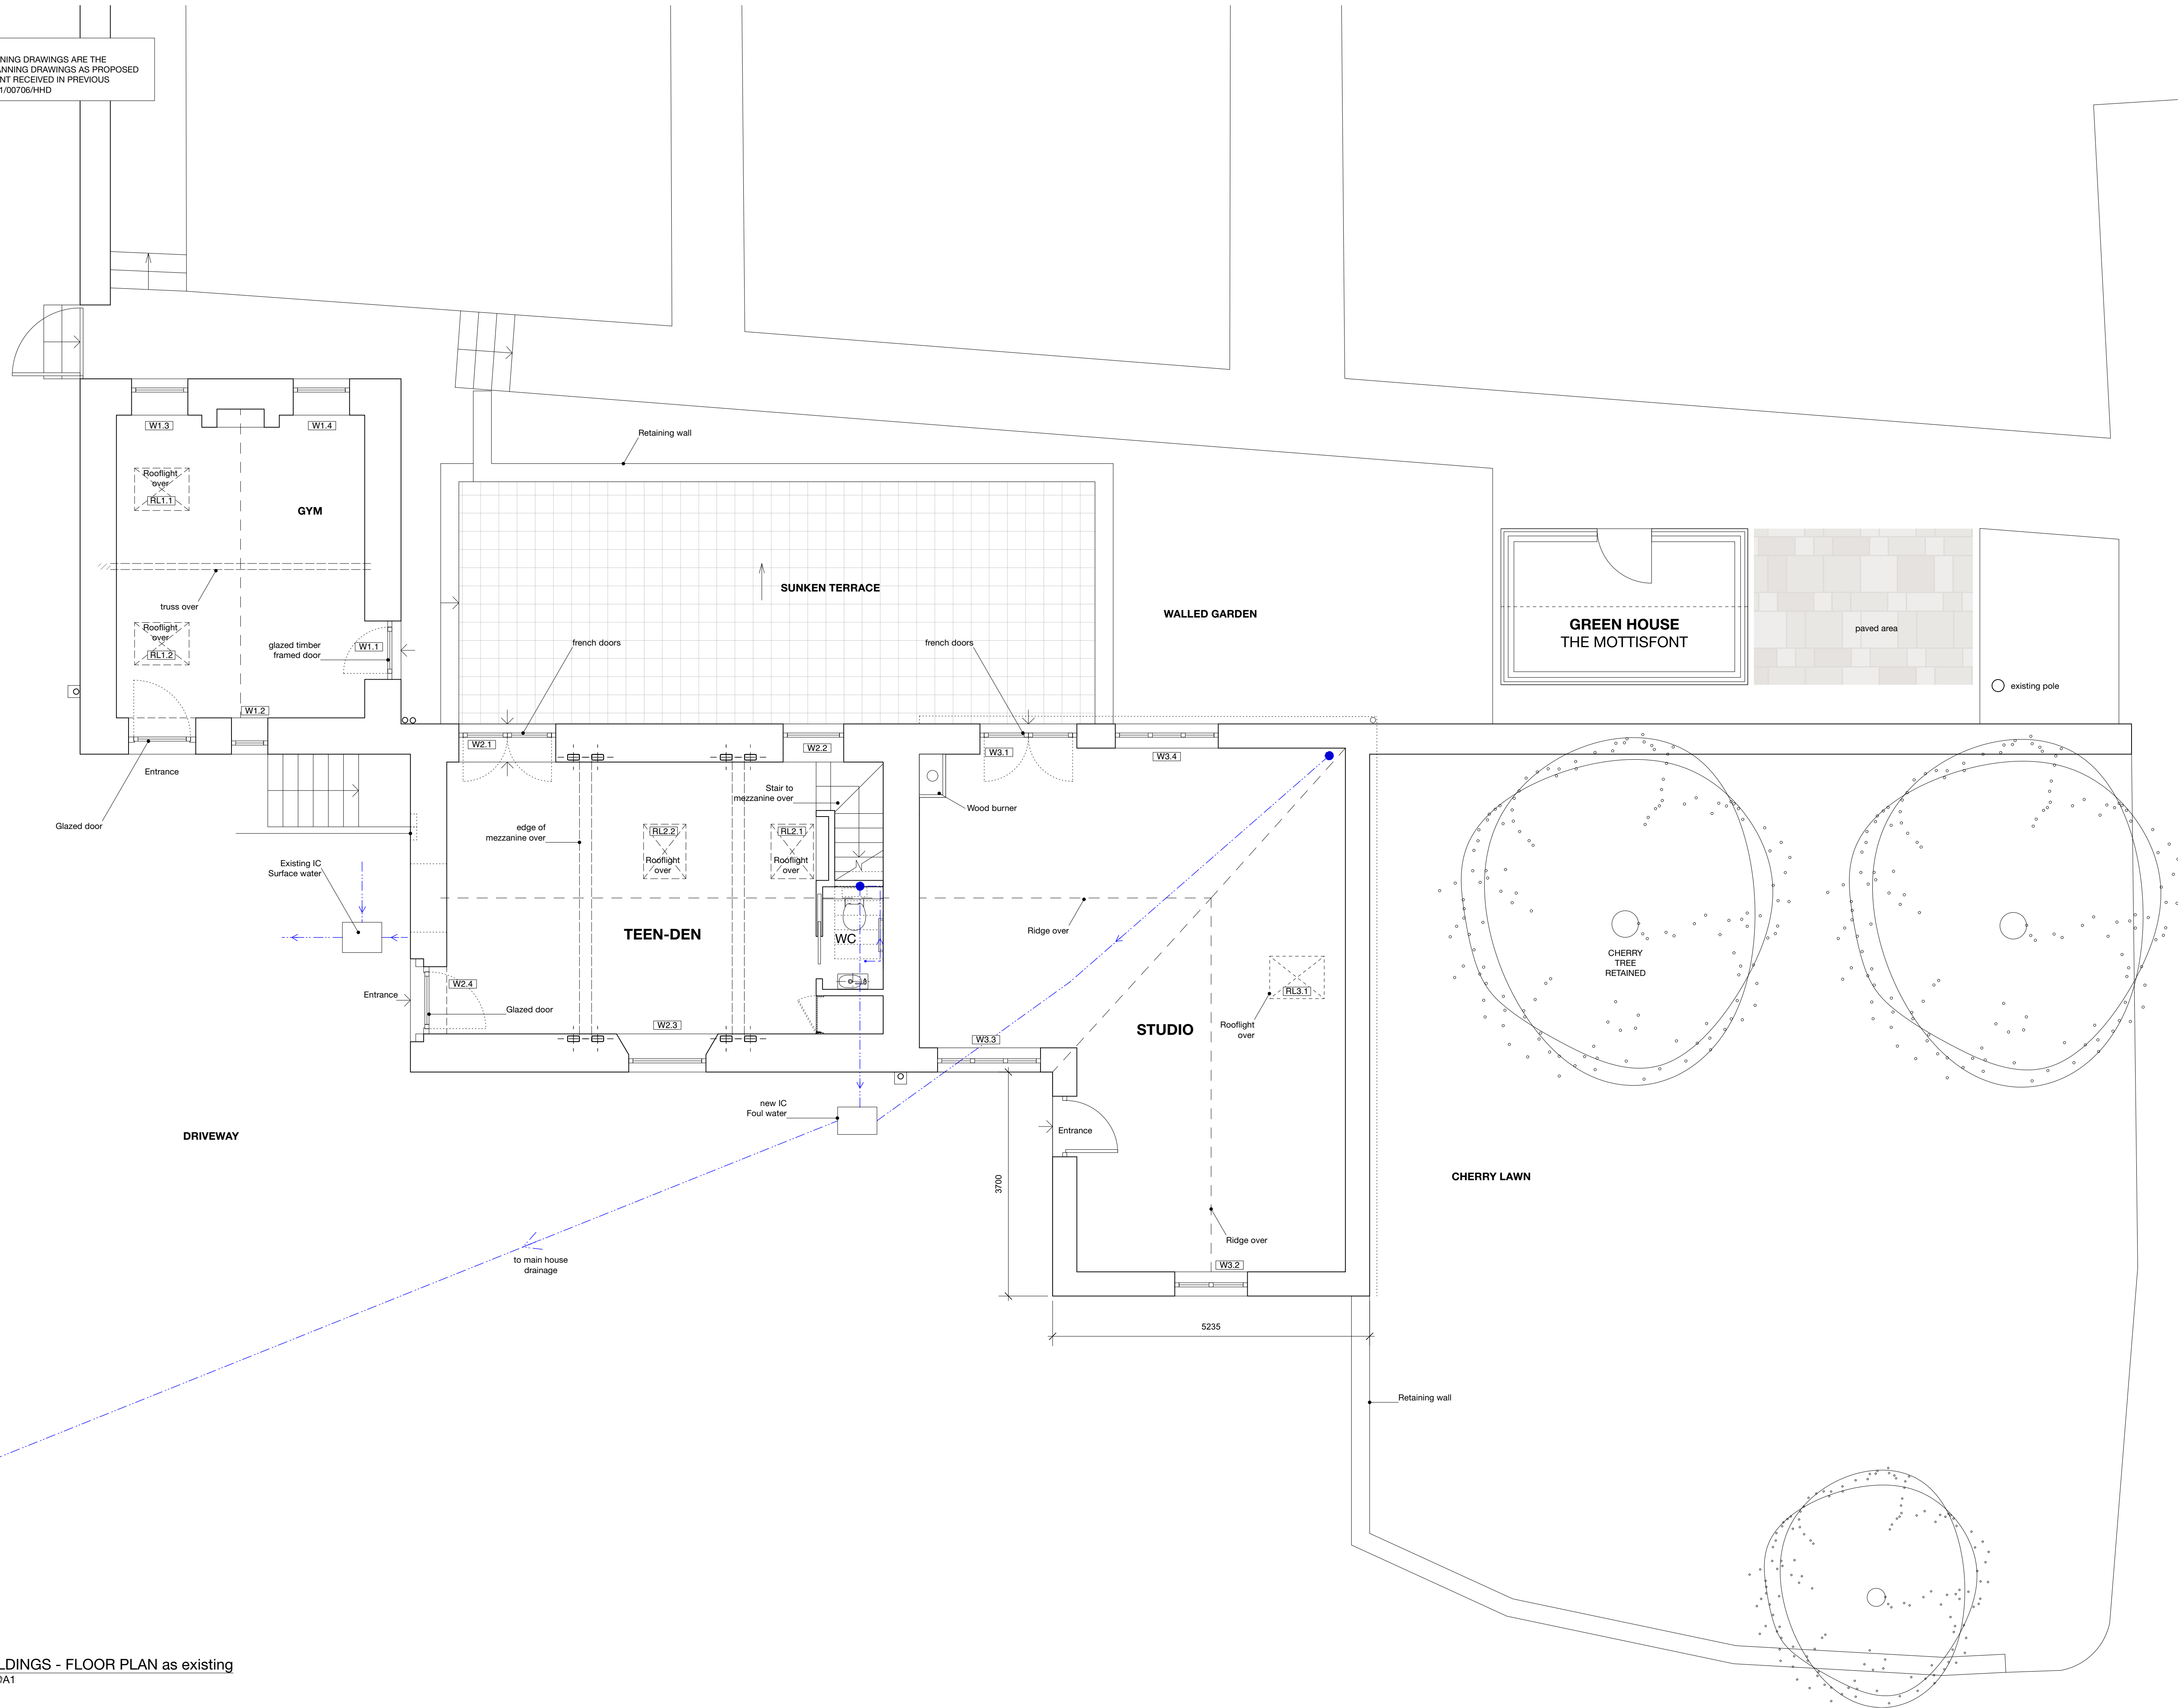 NING DRAWINGS ARE THE
ANNING DRAWINGS AS PROPOSED
NT RECEIVED IN PREVIOUS
1/00706/HHD
W1.3
W1.4
Rooflight
over
RL1.1
GYM
truss over
Rooflight
over
RL1.2
glazed timber
framed door
W1.1
W1.2
Entrance
Glazed door
Retaining wall
SUNKEN TERRACE
french doors
french doors
WALLED GARDEN
GREEN HOUSE
THE MOTTISFONT
paved area
existing pole
W2.1
W2.2
W3.1
W3.4
Stair to
mezzanine over
Wood burner
edge of
mezzanine over
RL2.2
Rooflight
over
RL2.1
Rooflight
over
Existing IC
Surface water
TEEN-DEN
WC
Ridge over
CHERRY
TREE
RETAINED
W2.4
Entrance
Glazed door
W2.3
RL3.1
Rooflight
over
STUDIO
W3.3
new IC
Foul water
Entrance
DRIVEWAY
3700
CHERRY LAWN
to main house
drainage
Ridge over
W3.2
5235
Retaining wall
LDINGS - FLOOR PLAN as existing
@A1